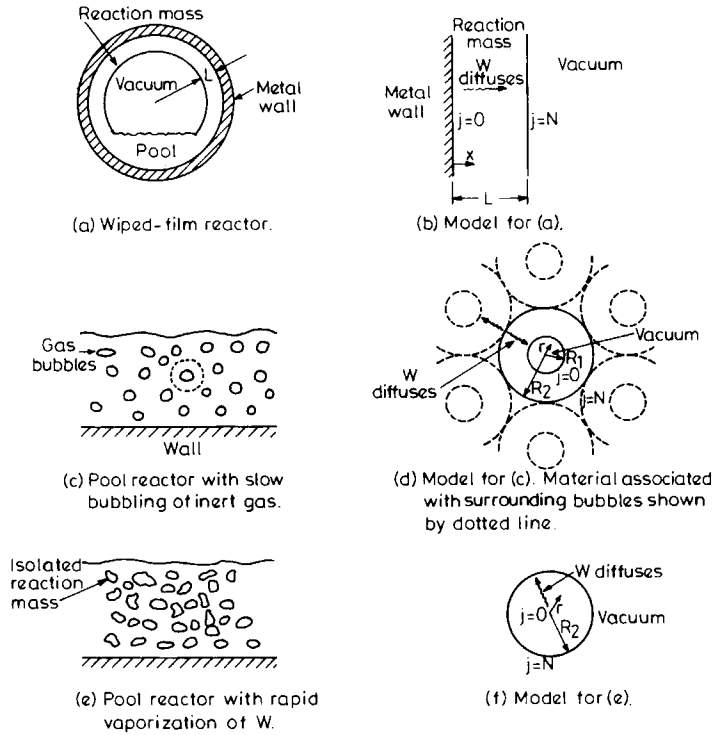 Reaction mass
Vacuum
L
Metal
wall
Pool
(a) Wiped-film reactor.
Reaction
mass
W
diffuses
Vacuum
Metal
wall
j=0
j=N
x
L
(b) Model for (a).
Gas
bubbles
Wall
(c) Pool reactor with slow
bubbling of inert gas.
W
diffuses
Vacuum
r
R1
j=0
R2
j=N
(d) Model for (c). Material associated
with surrounding bubbles shown
by dotted line.
Isolated
reaction
mass
(e) Pool reactor with rapid
vaporization of W.
W diffuses
r
j=0
R2
Vacuum
j=N
(f) Model for (e).